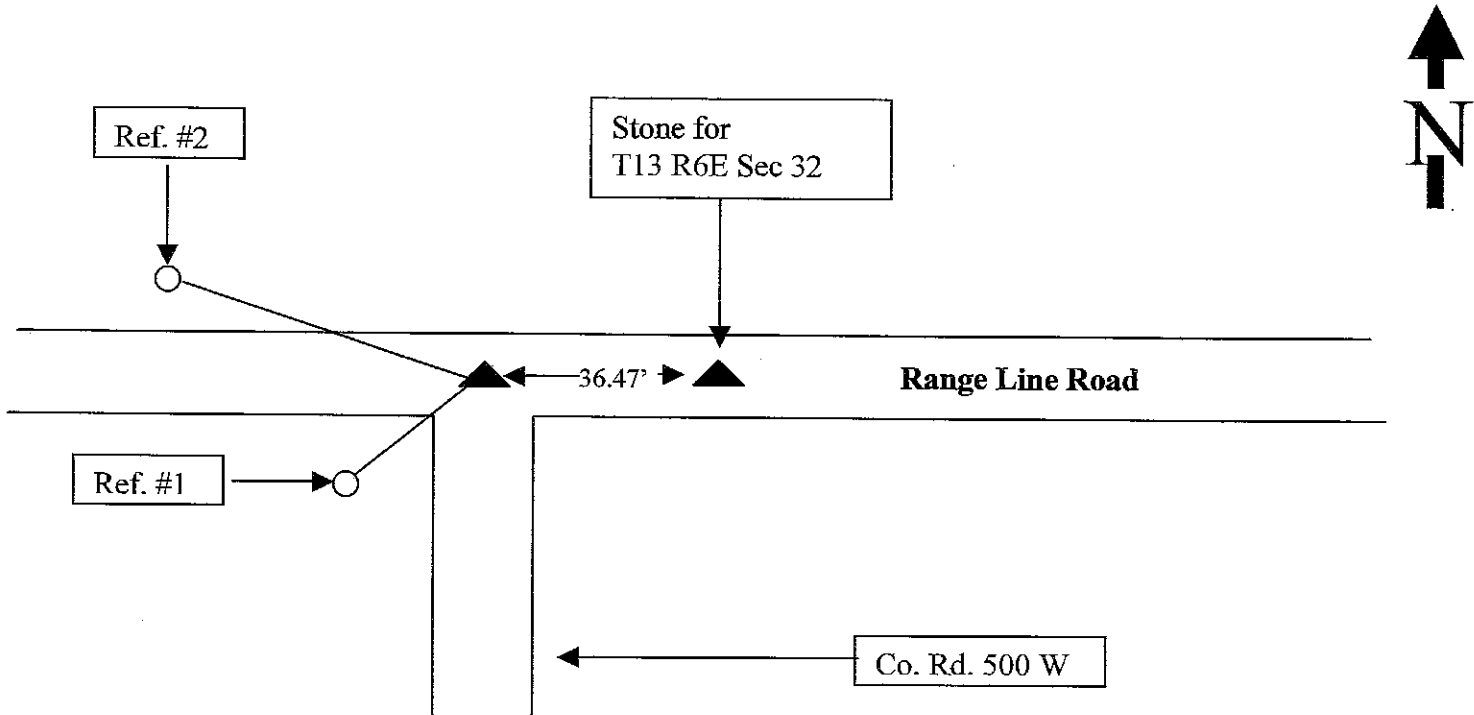 Ref. #2
Stone for
T13 R6E Sec 32
N
36.47’
Range Line Road
Ref. #1
Co. Rd. 500 W